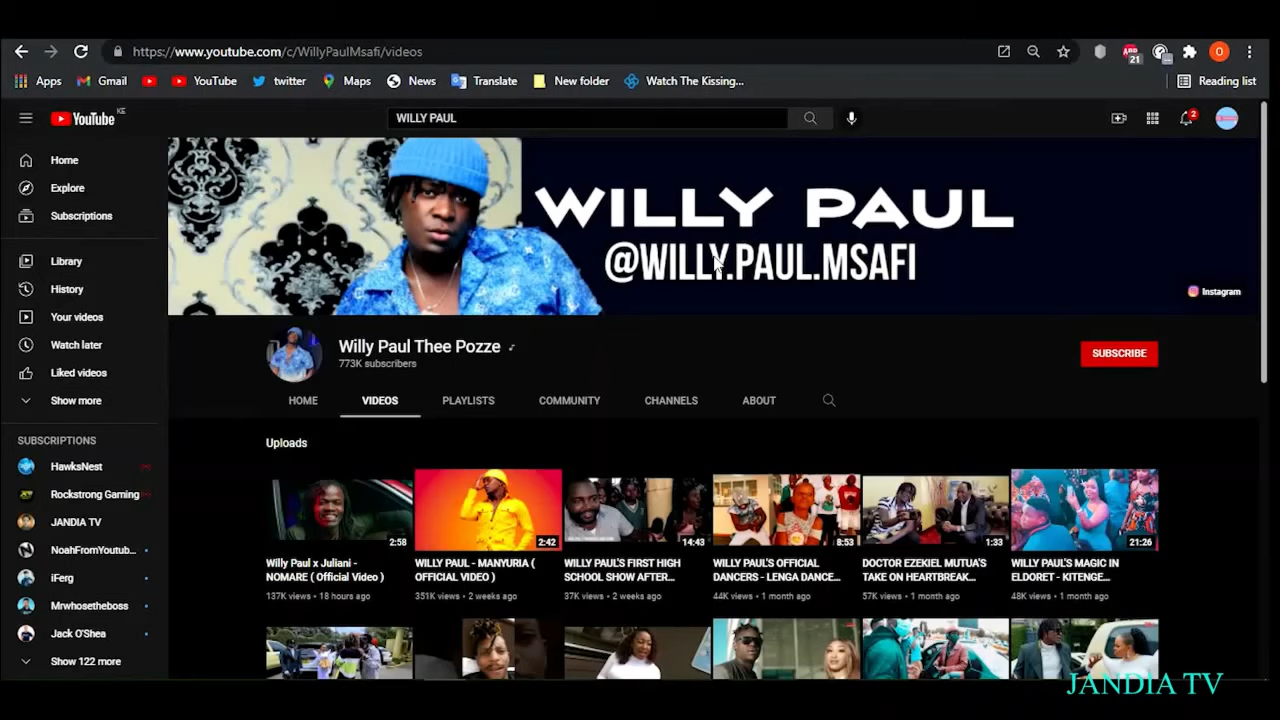 https://www.youtube.com/c/WillyPaulMsafi/videos
21
O
Apps Gmail YouTube twitter Maps News Translate New folder Watch The Kissing... Reading list
YouTube KE
WILLY PAUL
2
Home
Explore
Subscriptions
Library
History
Your videos
Watch later
Liked videos
Show more
SUBSCRIPTIONS
HawksNest
Rockstrong Gaming
JANDIA TV
NoahFromYoutub...
iFerg
Mrwhosetheboss
Jack O'Shea
Show 122 more
WILLY PAUL
@WILLY.PAUL.MSAFI
Instagram
Willy Paul Thee Pozze
773K subscribers
SUBSCRIBE
HOME VIDEOS PLAYLISTS COMMUNITY CHANNELS ABOUT
Uploads
2:58
Willy Paul x Juliani -
NOMARE ( Official Video )
137K views • 18 hours ago
2:42
WILLY PAUL - MANYURIA (
OFFICIAL VIDEO )
351K views • 2 weeks ago
14:43
WILLY PAUL'S FIRST HIGH
SCHOOL SHOW AFTER...
37K views • 2 weeks ago
8:53
WILLY PAUL'S OFFICIAL
DANCERS - LENGA DANCE...
44K views • 1 month ago
1:33
DOCTOR EZEKIEL MUTUA'S
TAKE ON HEARTBREAK...
57K views • 1 month ago
21:26
WILLY PAUL'S MAGIC IN
ELDORET - KITENGE...
48K views • 1 month ago
JANDIA TV